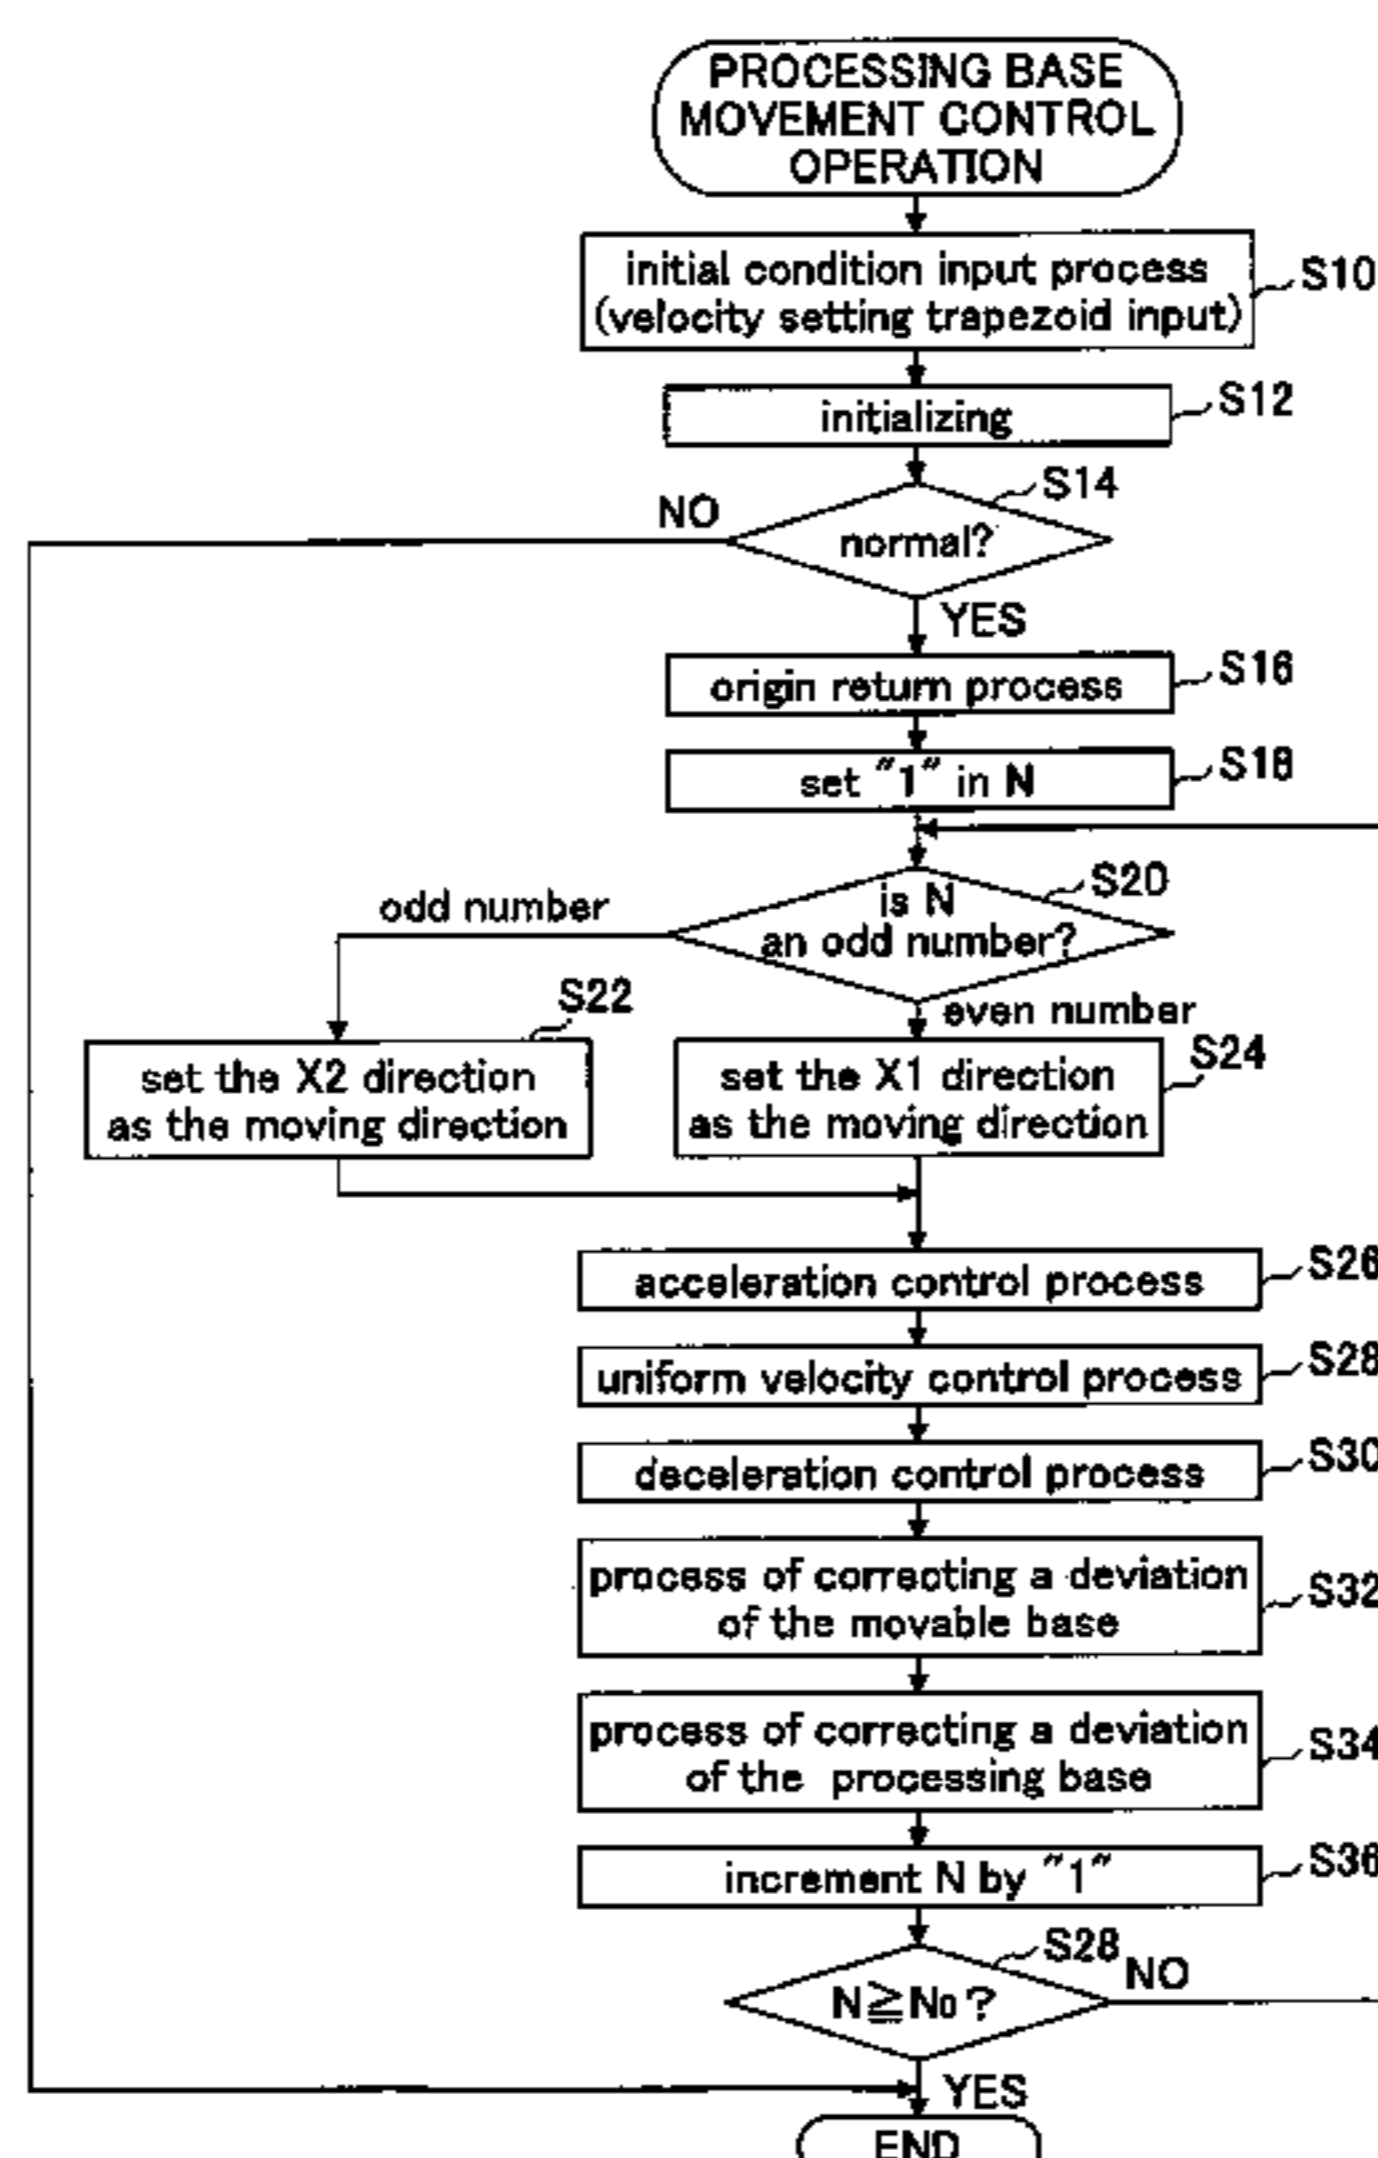 PROCESSING BASE
MOVEMENT CONTROL
OPERATION
initial condition input process
(velocity setting trapezoid input)
S10
initializing
S12
S14
NO
normal?
YES
origin return process
S16
set "1" in N
S18
S20
is N
an odd number?
odd number
even number
S22
set the X2 direction
as the moving direction
S24
set the X1 direction
as the moving direction
acceleration control process
S26
uniform velocity control process
S28
deceleration control process
S30
process of correcting a deviation
of the movable base
S32
process of correcting a deviation
of the processing base
S34
increment N by "1"
S36
S28
N≧N0?
NO
YES
END